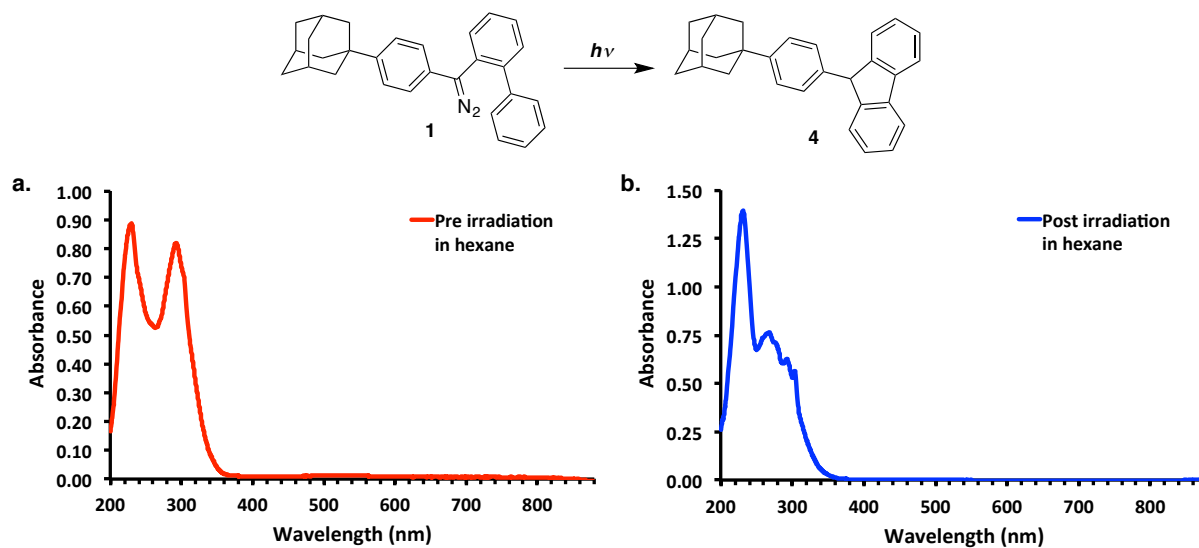 hν
N2
1
4
a.
1.00
0.90
0.80
0.70
0.60
0.50
0.40
0.30
0.20
0.10
0.00
Absorbance
Pre irradiation
in hexane
200 300 400 500 600 700 800
Wavelength (nm)
b.
1.50
1.25
1.00
0.75
0.50
0.25
0.00
Absorbance
Post irradiation
in hexane
200 300 400 500 600 700 800
Wavelength (nm)